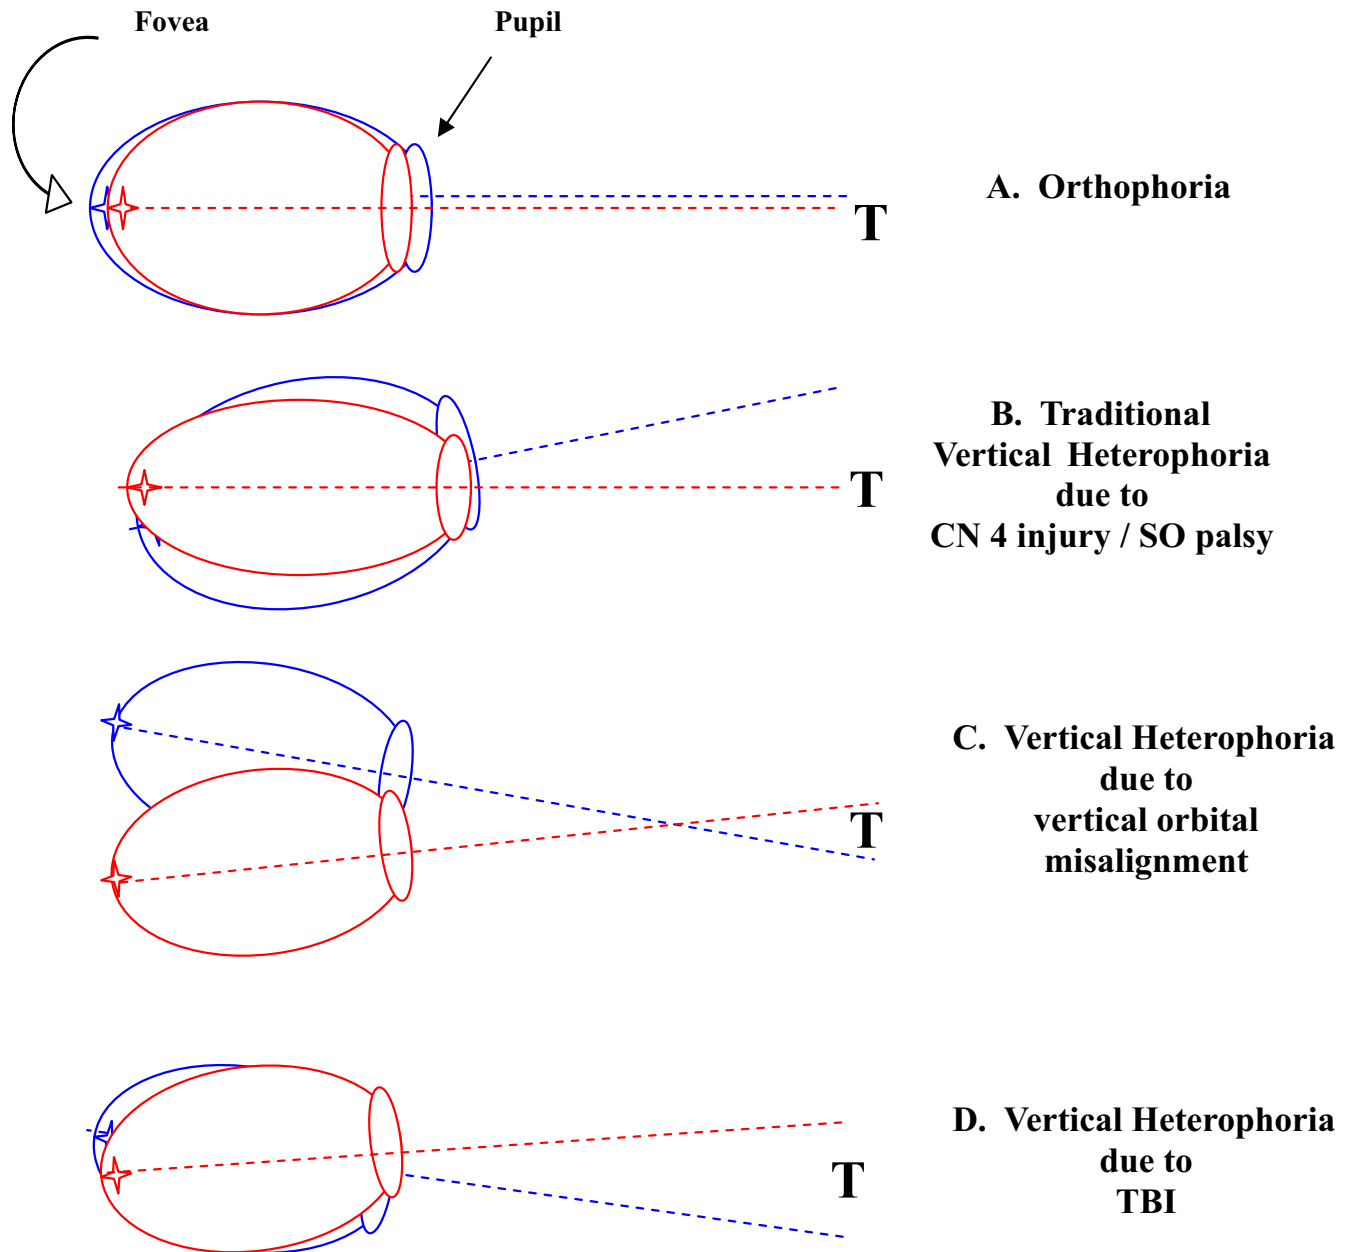 Fovea
Pupil
T
A. Orthophoria
T
B. Traditional
Vertical Heterophoria
due to
CN 4 injury / SO palsy
T
C. Vertical Heterophoria
due to
vertical orbital
misalignment
T
D. Vertical Heterophoria
due to
TBI